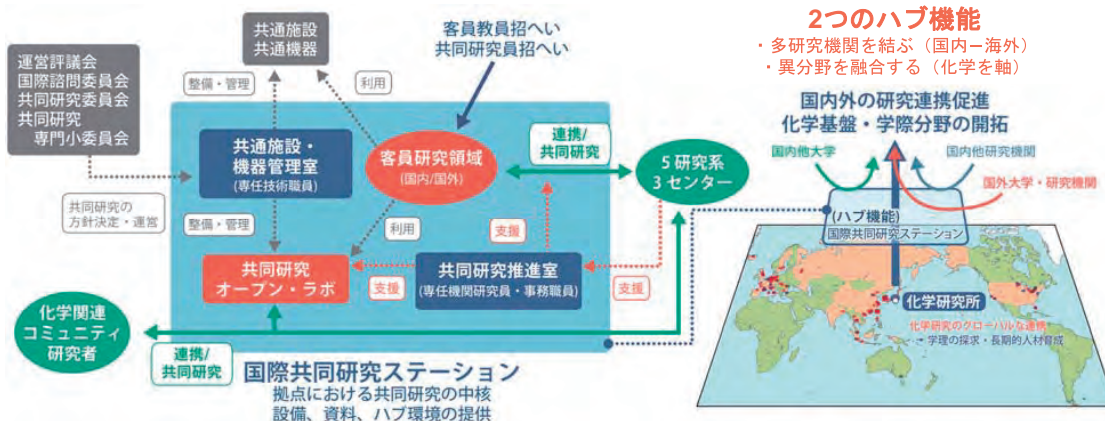 運営評議会
国際諮問委員会
共同研究委員会
共同研究
専門小委員会
共通施設
共通機器
客員教員招へい
共同研究員招へい
整備・管理
利用
共通施設・
機器管理室
(専任技術職員)
客員研究領域
(国内/国外)
連携/
共同研究
5研究系
3センター
共同研究の
方針決定・運営
整備・管理
利用
支援
共同研究
オープン・ラボ
支援
共同研究推進室
(専任機関研究員・事務職員)
支援
化学関連
コミュニティ
研究者
連携/
共同研究
国際共同研究ステーション
拠点における共同研究の中核
設備、資料、ハブ環境の提供
2つのハブ機能
・多研究機関を結ぶ（国内ー海外）
・異分野を融合する（化学を軸）
国内外の研究連携促進
化学基盤・学際分野の開拓
国内他大学
国内他研究機関
国外大学・研究機関
(ハブ機能)
国際共同研究ステーション
化学研究所
化学研究のグローバルな連携
➡学理の探求・長期的人材育成